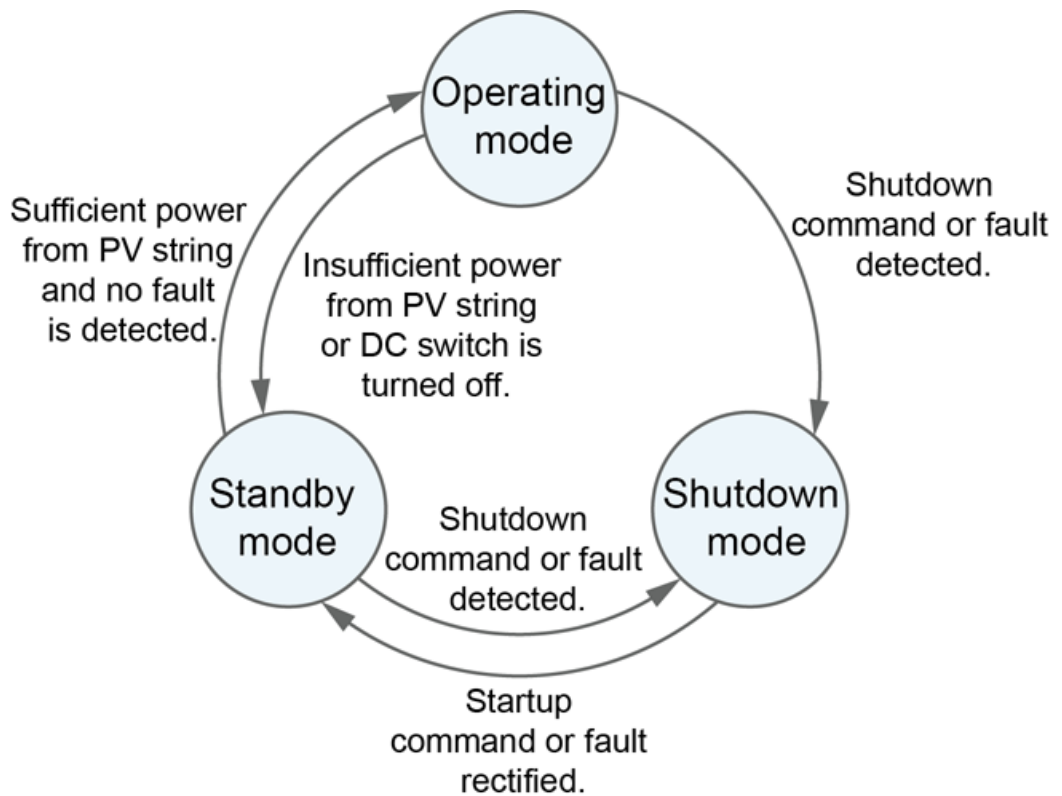 Operating
mode
Shutdown
command or fault
detected.
Sufficient power
from PV string
and no fault
is detected.
Insufficient power
from PV string
or DC switch is
turned off.
Standby
mode
Shutdown
command or fault
detected.
Shutdown
mode
Startup
command or fault
rectified.